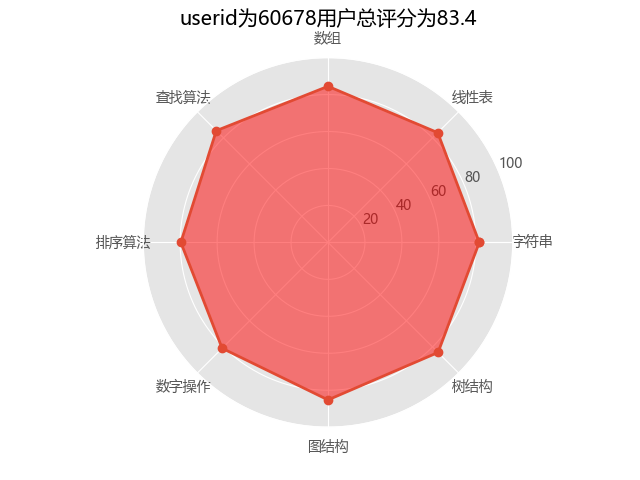 userid为60678用户总评分为83.4
数组
查找算法
线性表
100
80
60
40
20
排序算法
字符串
数字操作
树结构
图结构